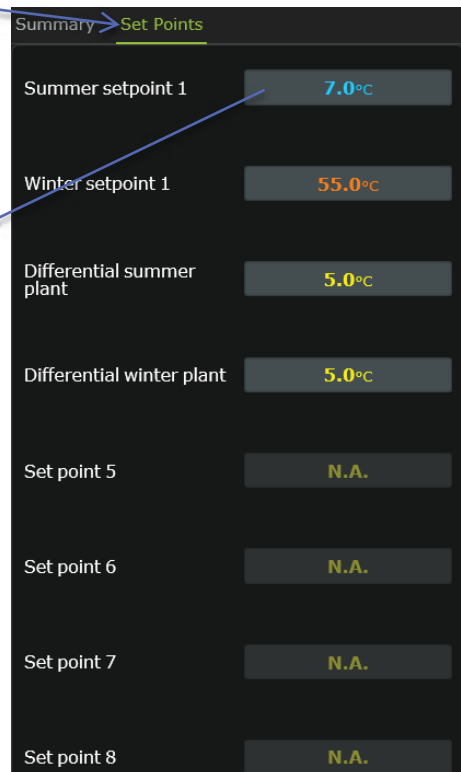 Summary Set Points
Summer setpoint 1 7.0°C
Winter setpoint 1 55.0°C
Differential summer
plant 5.0°C
Differential winter plant 5.0°C
Set point 5 N.A.
Set point 6 N.A.
Set point 7 N.A.
Set point 8 N.A.